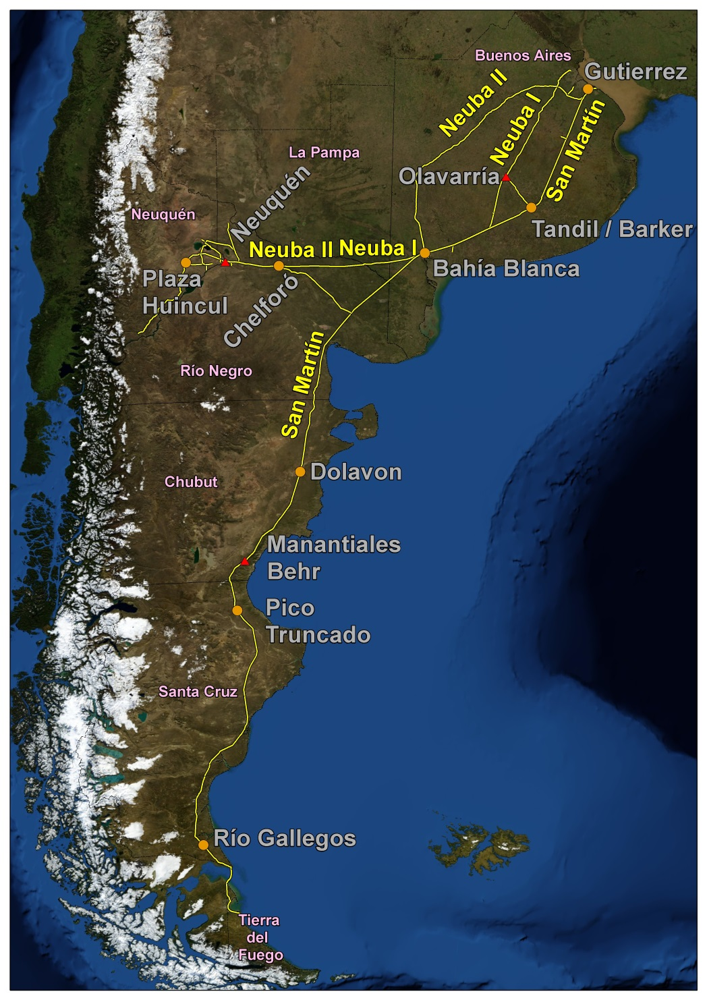 Buenos Aires
Gutierrez
Neuba II
Neuba I
San Martín
La Pampa
Olavarría
Neuquén
Neuquén
Tandil / Barker
Neuba II
Neuba I
Bahía Blanca
Plaza
Huincul
Chelforó
San Martín
Río Negro
Dolavon
Chubut
Manantiales
Behr
Pico
Truncado
Santa Cruz
Río Gallegos
Tierra
del
Fuego